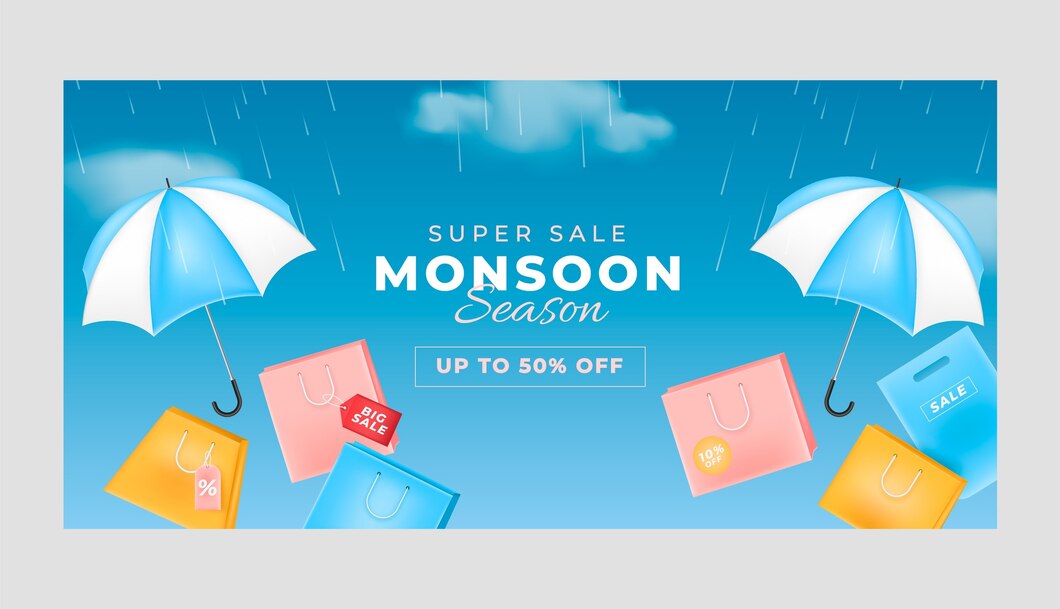 SUPER SALE
MONSOON
Season
UP TO 50% OFF
BIG
SALE
%
10%
OFF
SALE